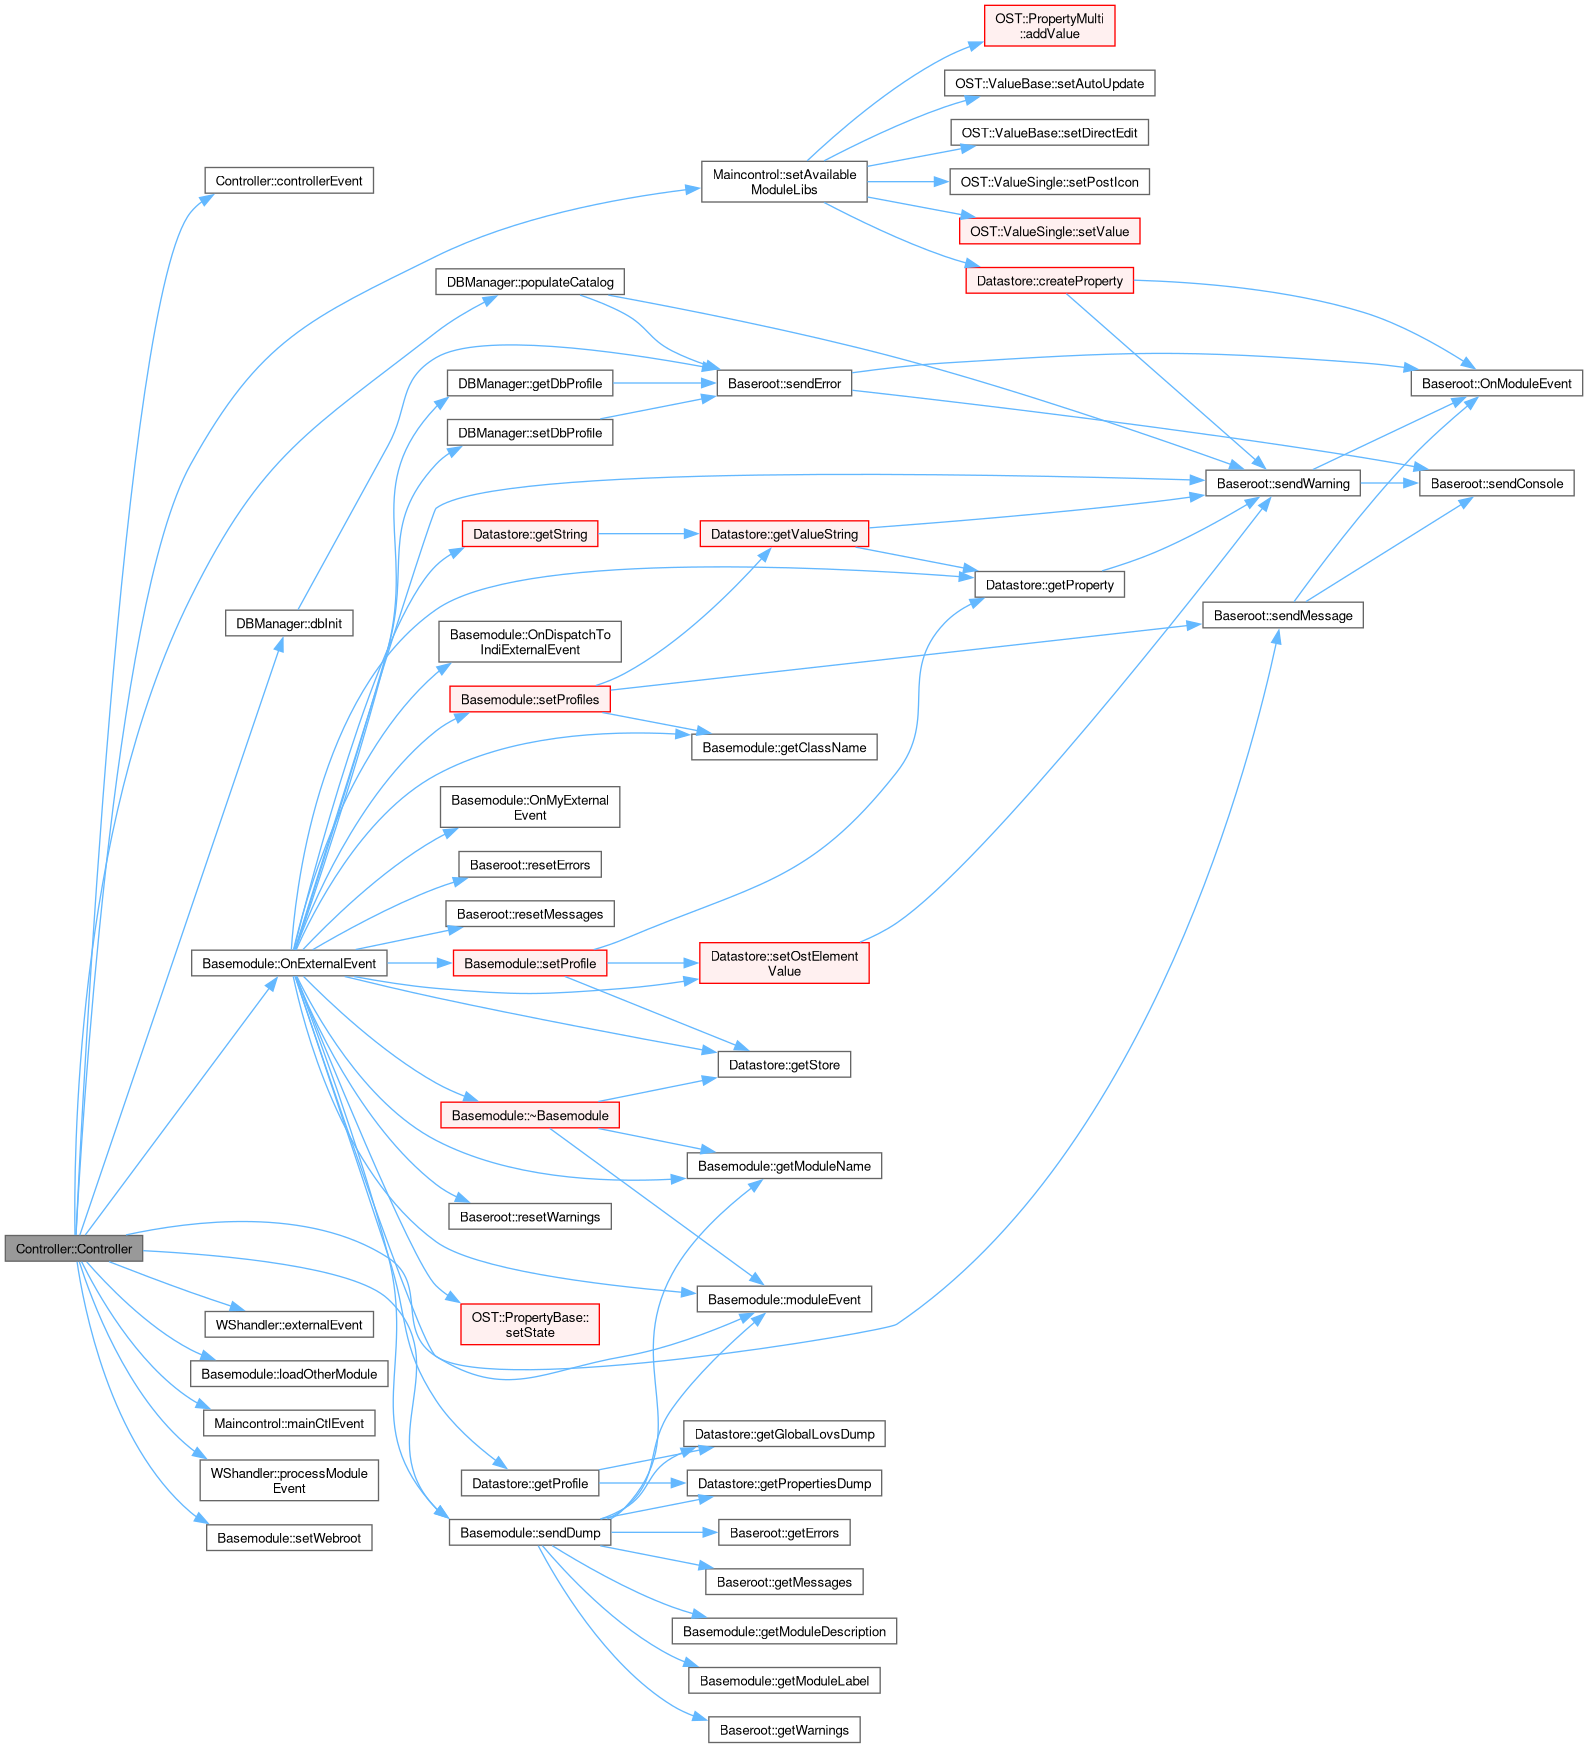 OST::PropertyMulti
::addValue
OST::ValueBase::setAutoUpdate
OST::ValueBase::setDirectEdit
Controller::controllerEvent
Maincontrol::setAvailable
ModuleLibs
OST::ValueSingle::setPostIcon
OST::ValueSingle::setValue
DBManager::populateCatalog
Datastore::createProperty
DBManager::getDbProfile
Baseroot::sendError
Baseroot::OnModuleEvent
DBManager::setDbProfile
Baseroot::sendWarning
Baseroot::sendConsole
Datastore::getString
Datastore::getValueString
Datastore::getProperty
DBManager::dbInit
Basemodule::OnDispatchTo
IndiExternalEvent
Baseroot::sendMessage
Basemodule::setProfiles
Basemodule::getClassName
Basemodule::OnMyExternal
Event
Baseroot::resetErrors
Baseroot::resetMessages
Basemodule::OnExternalEvent
Basemodule::setProfile
Datastore::setOstElement
Value
Datastore::getStore
Basemodule::~Basemodule
Basemodule::getModuleName
Baseroot::resetWarnings
Controller::Controller
Basemodule::moduleEvent
WShandler::externalEvent
OST::PropertyBase::
setState
Basemodule::loadOtherModule
Maincontrol::mainCtlEvent
Datastore::getGlobalLovsDump
WShandler::processModule
Event
Datastore::getProfile
Datastore::getPropertiesDump
Basemodule::setWebroot
Basemodule::sendDump
Baseroot::getErrors
Baseroot::getMessages
Basemodule::getModuleDescription
Basemodule::getModuleLabel
Baseroot::getWarnings